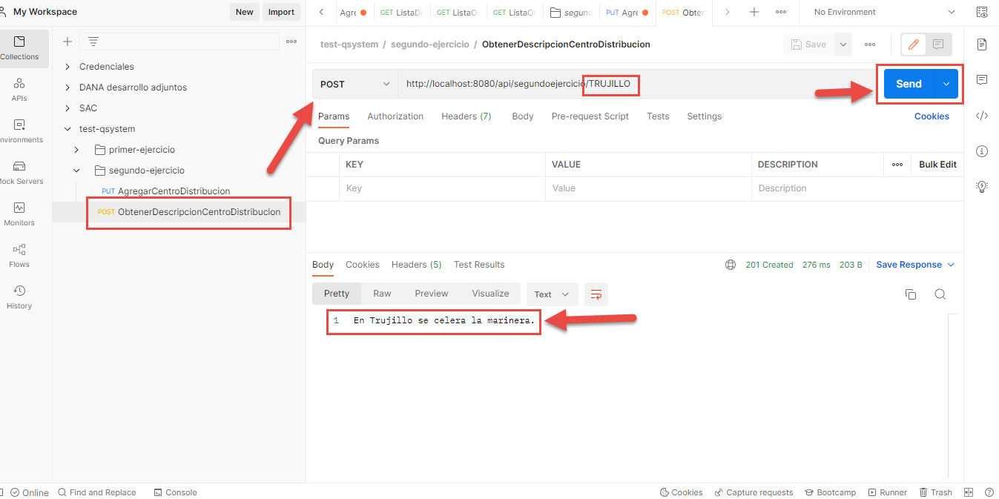 My Workspace
New
Import
Agre
GET ListaD
GET ListaO
GET ListaO
segun
PUT Agre
POST Obter
No Environment
Collections
APIs
nvironments
Mock Servers
Monitors
Flows
History
Credenciales
DANA desarrollo adjuntos
SAC
test-qsystem
primer-ejercicio
segundo-ejercicio
PUT AgregarCentroDistribucion
POST ObtenerDescripcionCentroDistribucion
test-qsystem / segundo-ejercicio / ObtenerDescripcionCentroDistribucion
Save
POST
http://localhost:8080/api/segundoejercicio/TRUJILLO
Send
Params Authorization Headers (7) Body Pre-request Script Tests Settings
Cookies
Query Params
KEY VALUE DESCRIPTION
Bulk Edit
Key Value Description
Body Cookies Headers (5) Test Results
201 Created 276 ms 203 B Save Response
Pretty Raw Preview Visualize Text
1 En Trujillo se celera la marinera.
Online Find and Replace Console
Cookies Capture requests Bootcamp Runner Trash